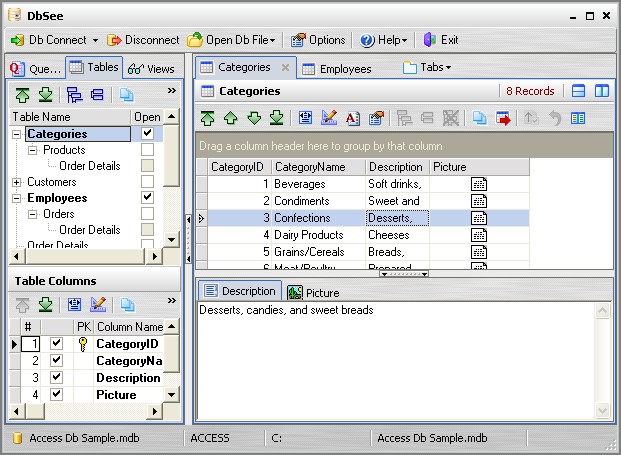 DbSee
Db Connect Disconnect Open Db File Options Help Exit
Que... Tables Views
Categories Employees Tabs
Categories 8 Records
Table Name Open
Categories
Products
Order Details
Customers
Employees
Orders
Order Details
Order Details
Drag a column header here to group by that column
CategoryID CategoryName Description Picture
1 Beverages Soft drinks,
2 Condiments Sweet and
3 Confections Desserts,
4 Dairy Products Cheeses
5 Grains/Cereals Breads,
6 Meat/Poultry Prepared
Table Columns
# PK Column Name
1 CategoryID
2 CategoryNa
3 Description
4 Picture
Description Picture
Desserts, candies, and sweet breads
Access Db Sample.mdb ACCESS C: Access Db Sample.mdb